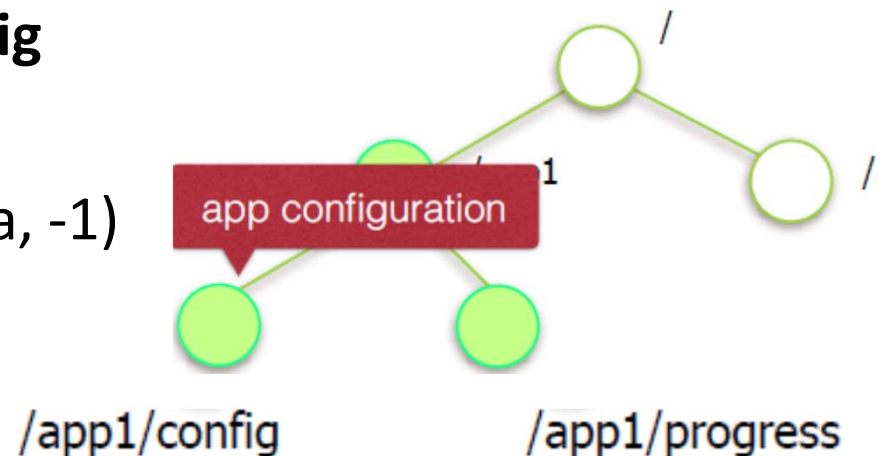 ig
/
1
/
app configuration
a, -1)
/app1/config
/app1/progress